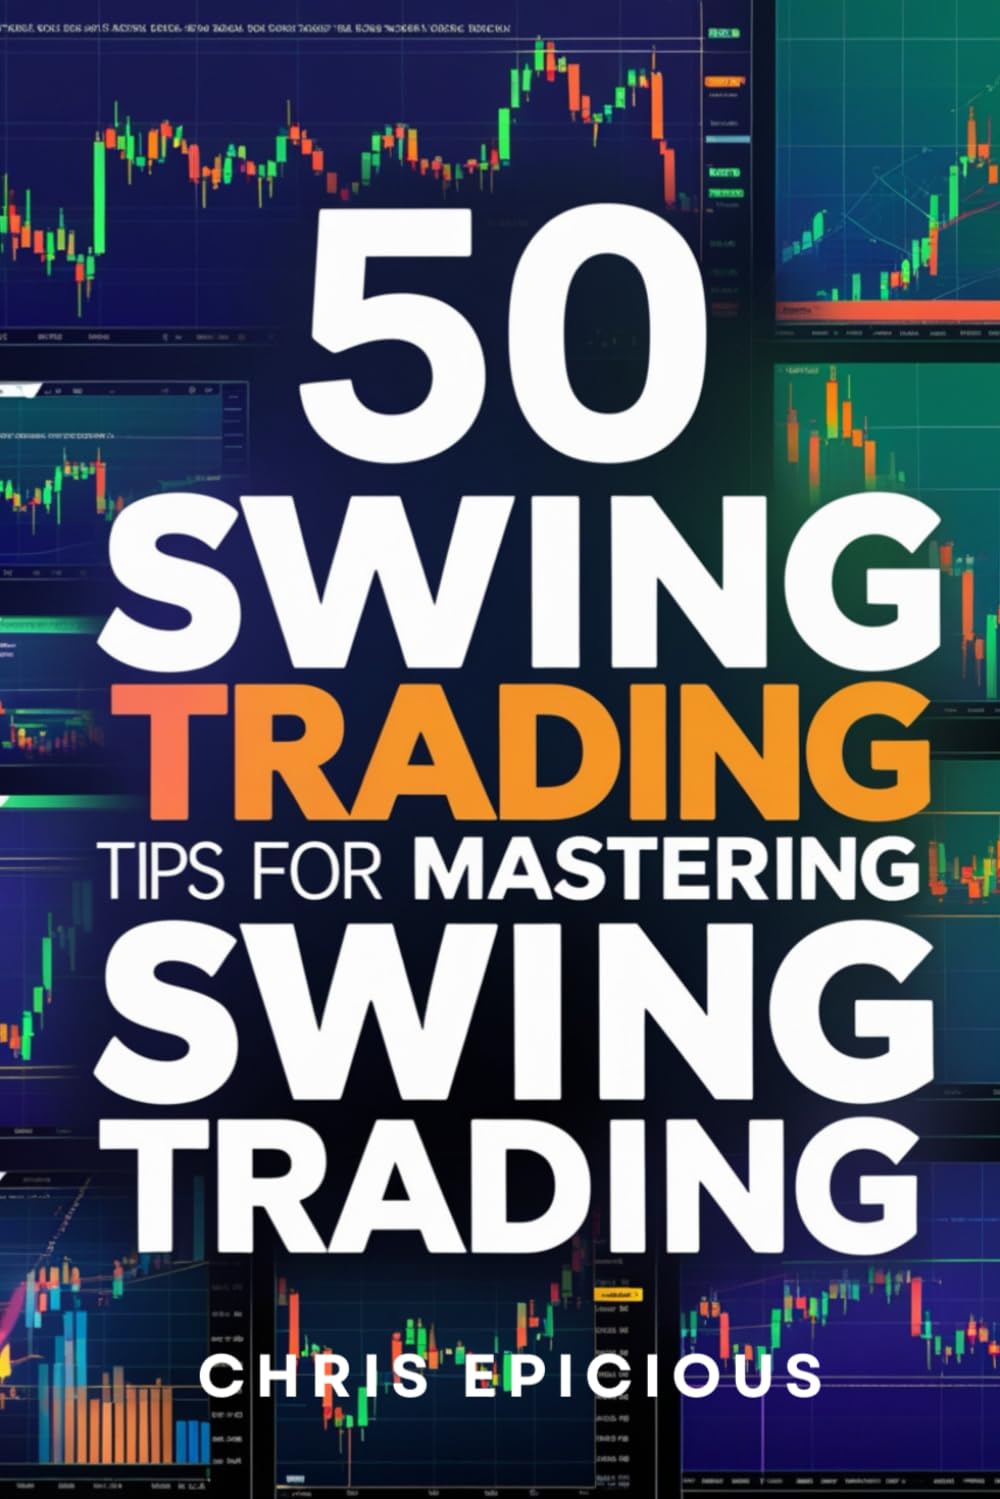 50
SWING
TRADING
TIPS FOR MASTERING
SWING
TRADING
CHRIS EPICIOUS